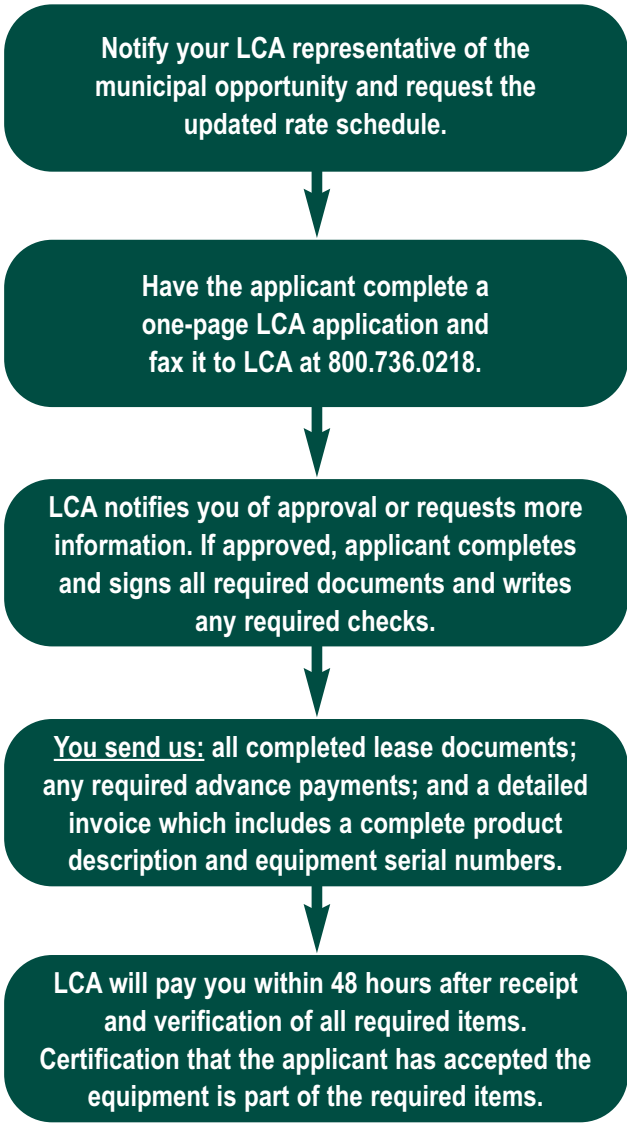 Notify your LCA representative of the
municipal opportunity and request the
updated rate schedule.
Have the applicant complete a
one-page LCA application and
fax it to LCA at 800.736.0218.
LCA notifies you of approval or requests more
information. If approved, applicant completes
and signs all required documents and writes
any required checks.
You send us: all completed lease documents;
any required advance payments; and a detailed
invoice which includes a complete product
description and equipment serial numbers.
LCA will pay you within 48 hours after receipt
and verification of all required items.
Certification that the applicant has accepted the
equipment is part of the required items.